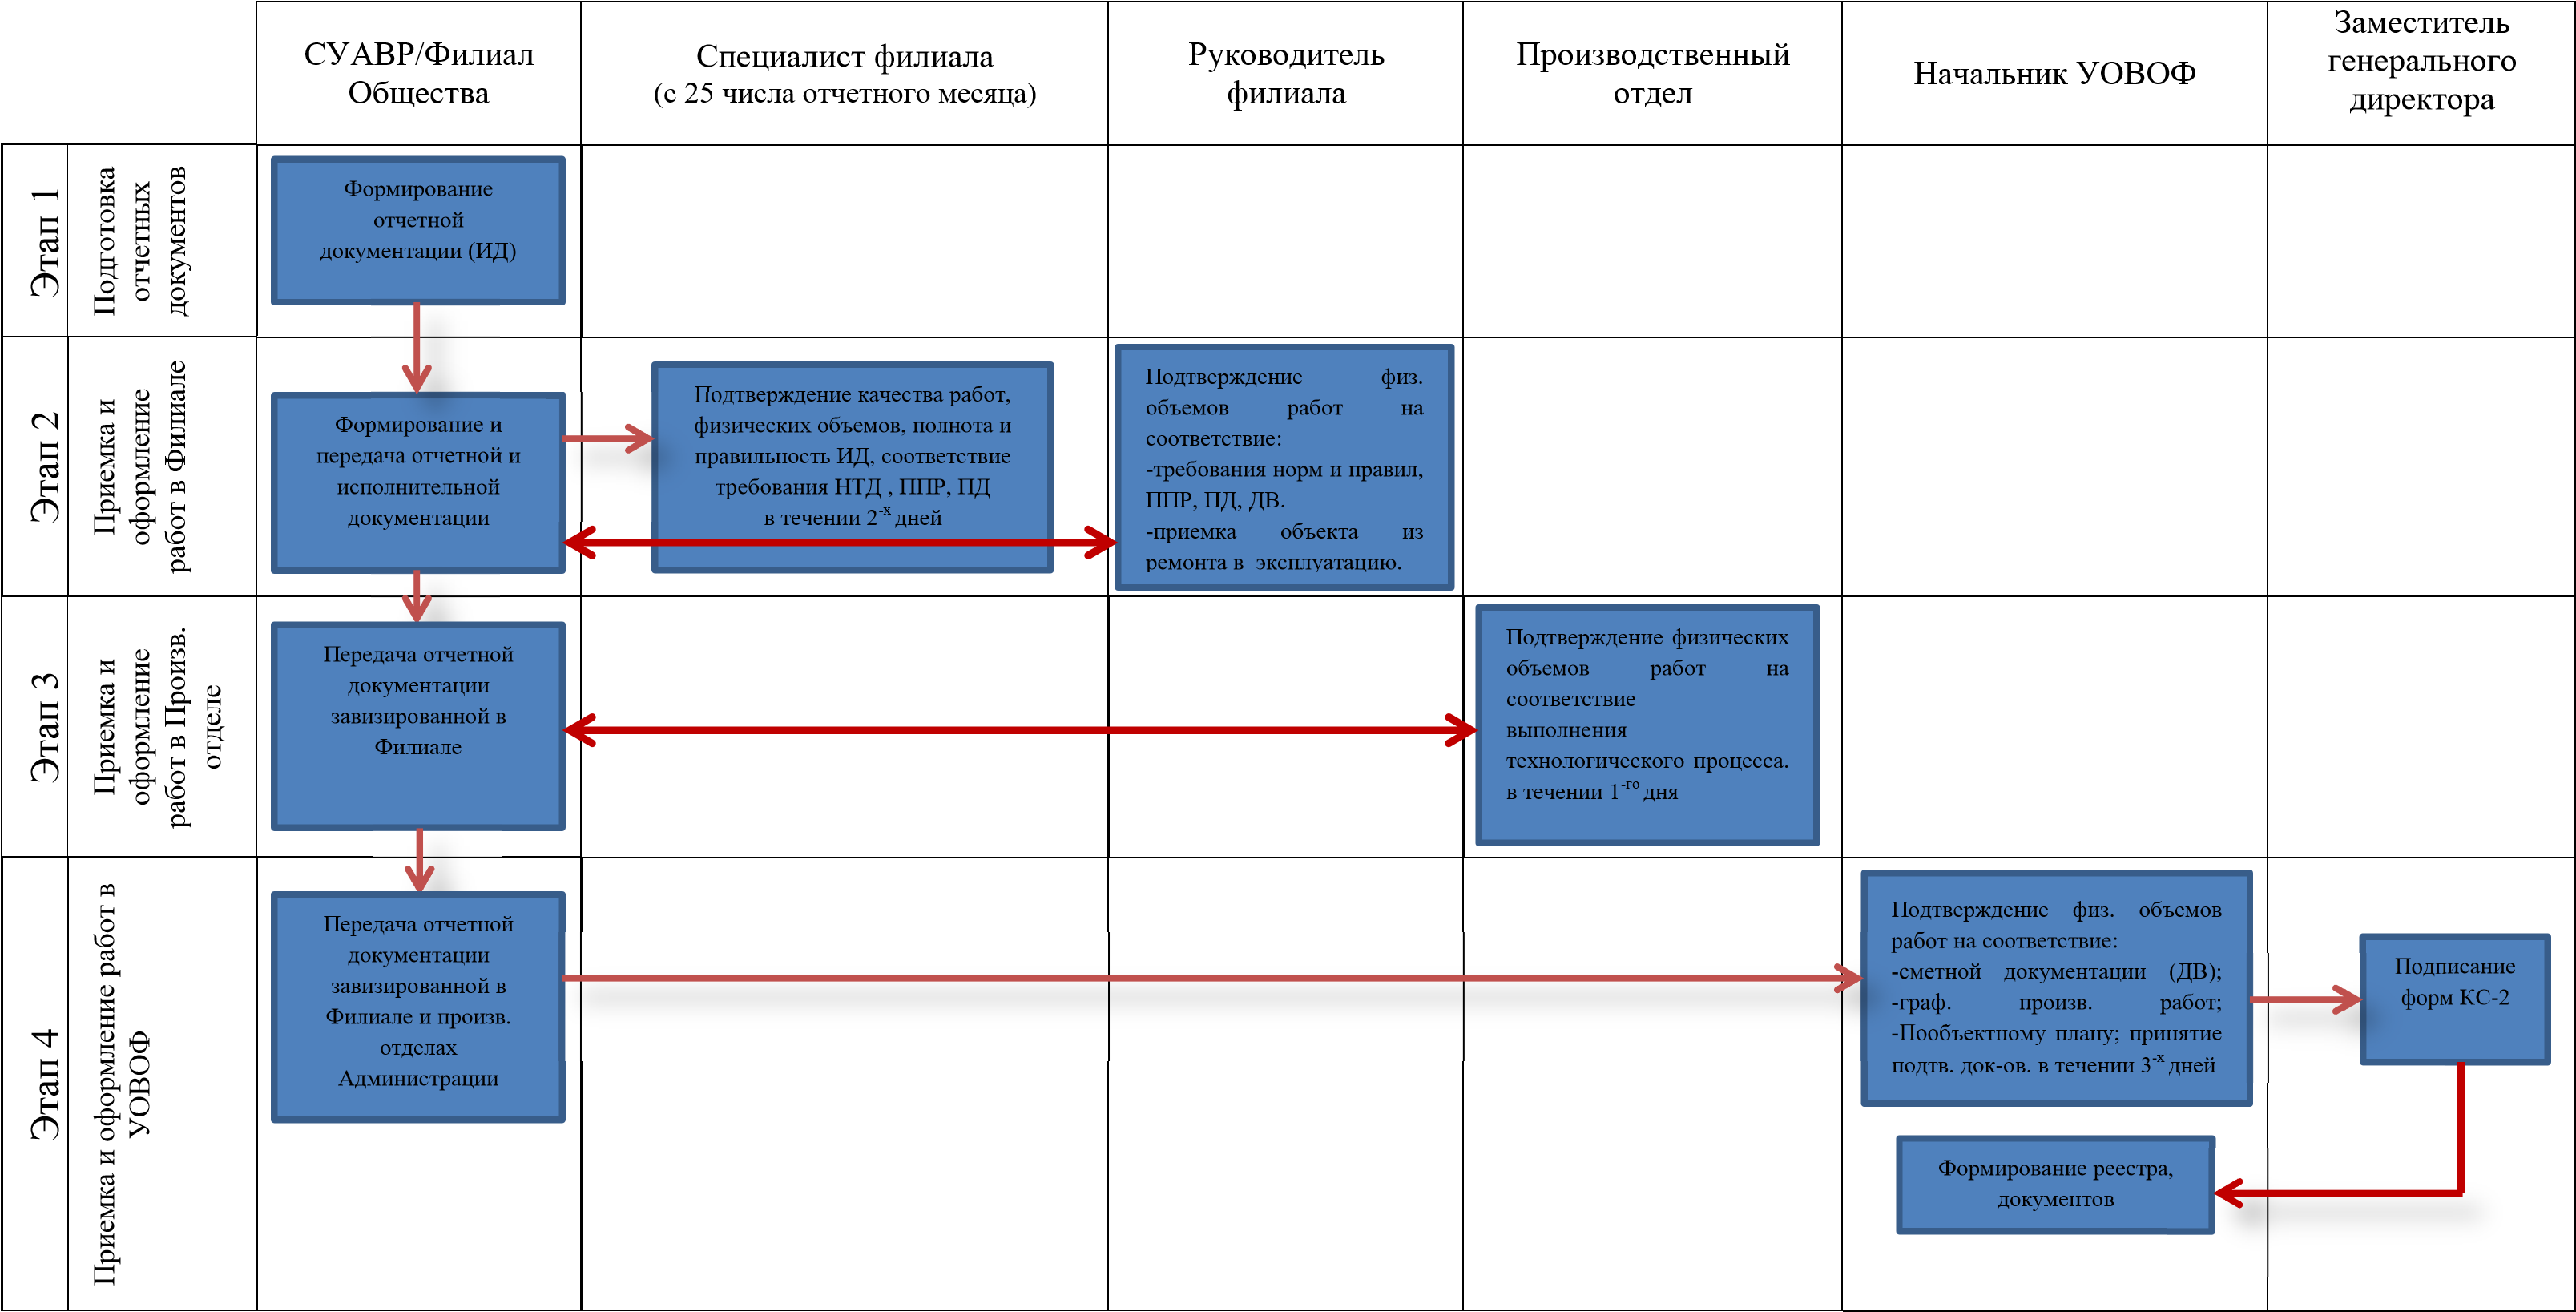 СУАВР/Филиал
Общества
Специалист филиала
(с 25 числа отчетного месяца)
Руководитель
филиала
Производственный
отдел
Начальник УОВОФ
Заместитель
генерального
директора
Этап 1
Подготовка
отчетных
документов
Формирование
отчетной
документации (ИД)
Этап 2
Приемка и
оформление
работ в Филиале
Формирование и
передача отчетной и
исполнительной
документации
Подтверждение качества работ,
физических объемов, полнота и
правильность ИД, соответствие
требования НТД , ППР, ПД
в течении 2-х дней
Подтверждение физ.
объемов работ на
соответствие:
-требования норм и правил,
ППР, ПД, ДВ.
-приемка объекта из
ремонта в эксплуатацию.
Этап 3
Приемка и
оформление
работ в Произв.
отделе
Передача отчетной
документации
завизированной в
Филиале
Подтверждение физических
объемов работ на
соответствие
выполнения
технологического процесса.
в течении 1-го дня
Этап 4
Приемка и оформление работ в
УОВОФ
Передача отчетной
документации
завизированной в
Филиале и произв.
отделах
Администрации
Подтверждение физ. объемов
работ на соответствие:
-сметной документации (ДВ);
-граф. произв. работ;
-Пообъектному плану; принятие
подтв. док-ов. в течении 3-х дней
Подписание
форм КС-2
Формирование реестра,
документов